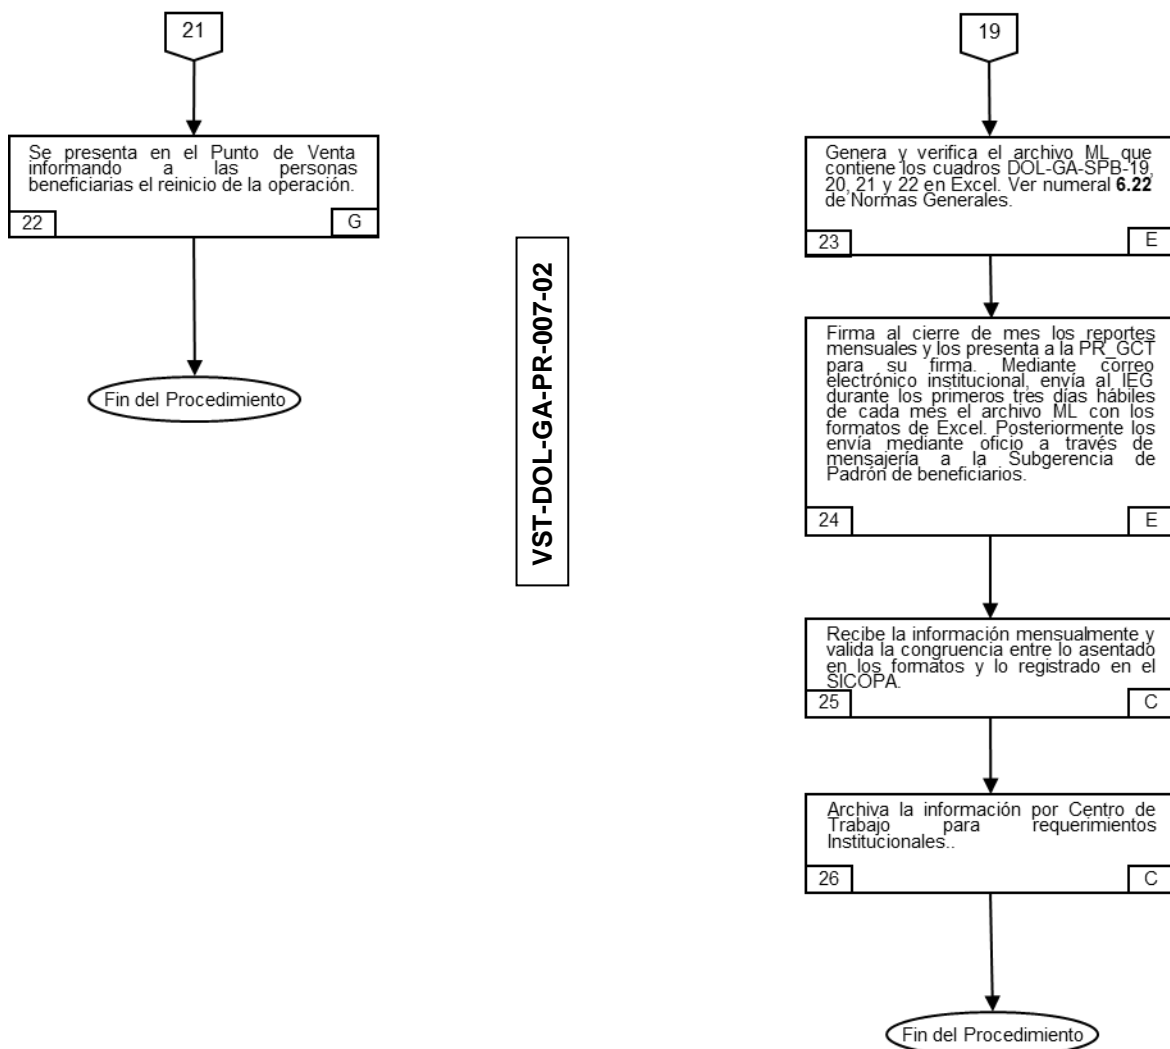 21
Se presenta en el Punto de Venta
informando a las personas
beneficiarias el reinicio de la operación.
22
G
Fin del Procedimiento
VST-DOL-GA-PR-007-02
19
Genera y verifica el archivo ML que
contiene los cuadros DOL-GA-SPB-19,
20, 21 y 22 en Excel. Ver numeral 6.22
de Normas Generales.
23
E
Firma al cierre de mes los reportes
mensuales y los presenta a la PR_GCT
para su firma. Mediante correo
electrónico institucional, envía al IEG
durante los primeros tres días hábiles
de cada mes el archivo ML con los
formatos de Excel. Posteriormente los
envía mediante oficio a través de
mensajería a la Subgerencia de
Padrón de beneficiarios.
24
E
Recibe la información mensualmente y
valida la congruencia entre lo asentado
en los formatos y lo registrado en el
SICOPA.
25
C
Archiva la información por Centro de
Trabajo para requerimientos
Institucionales..
26
C
Fin del Procedimiento